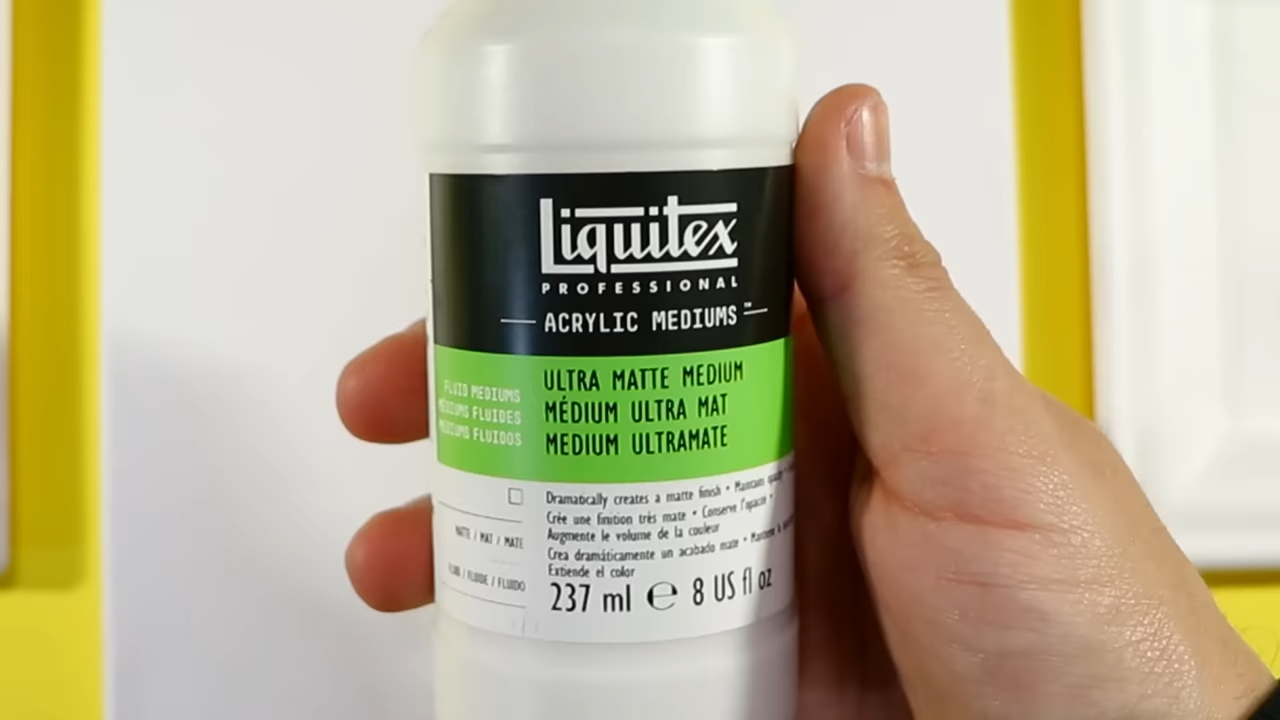 Liquitex
PROFESSIONAL
ACRYLIC MEDIUMS™
FLUID MEDIUMS
MÉDIUMS FLUIDES
MEDIUMS FLUIDOS
ULTRA MATTE MEDIUM
MÉDIUM ULTRA MAT
MEDIUM ULTRAMATE
Dramatically creates a matte finish • Maintains
Crée une finition très mate • Conserve l'opacité •
Augmente le volume de la couleur
Crea dramáticamente un acabado mate •
Extiende el color
MATTE / MAT / MATE
FLUID / FLUIDE / FLUIDO
237 ml ℮ 8 US fl oz